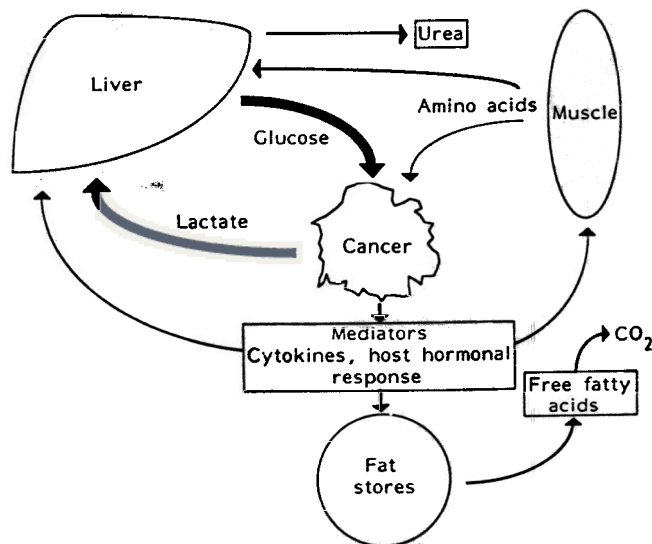 Urea
Liver
Amino acids
Muscle
Glucose
Lactate
Cancer
Mediators
Cytokines, host hormonal
response
CO₂
Free fatty
acids
Fat
stores